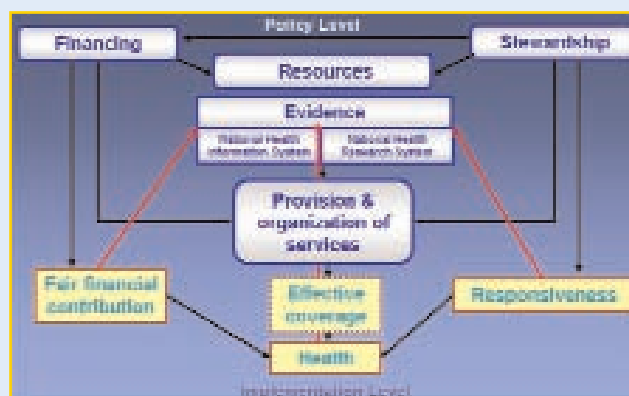 Policy Level
Financing
Stewardship
Resources
Evidence
National Health
Information System
National Health
Research System
Provision &
organization of
services
Fair financial
contribution
Effective
coverage
Responsiveness
Health
Implementation Level